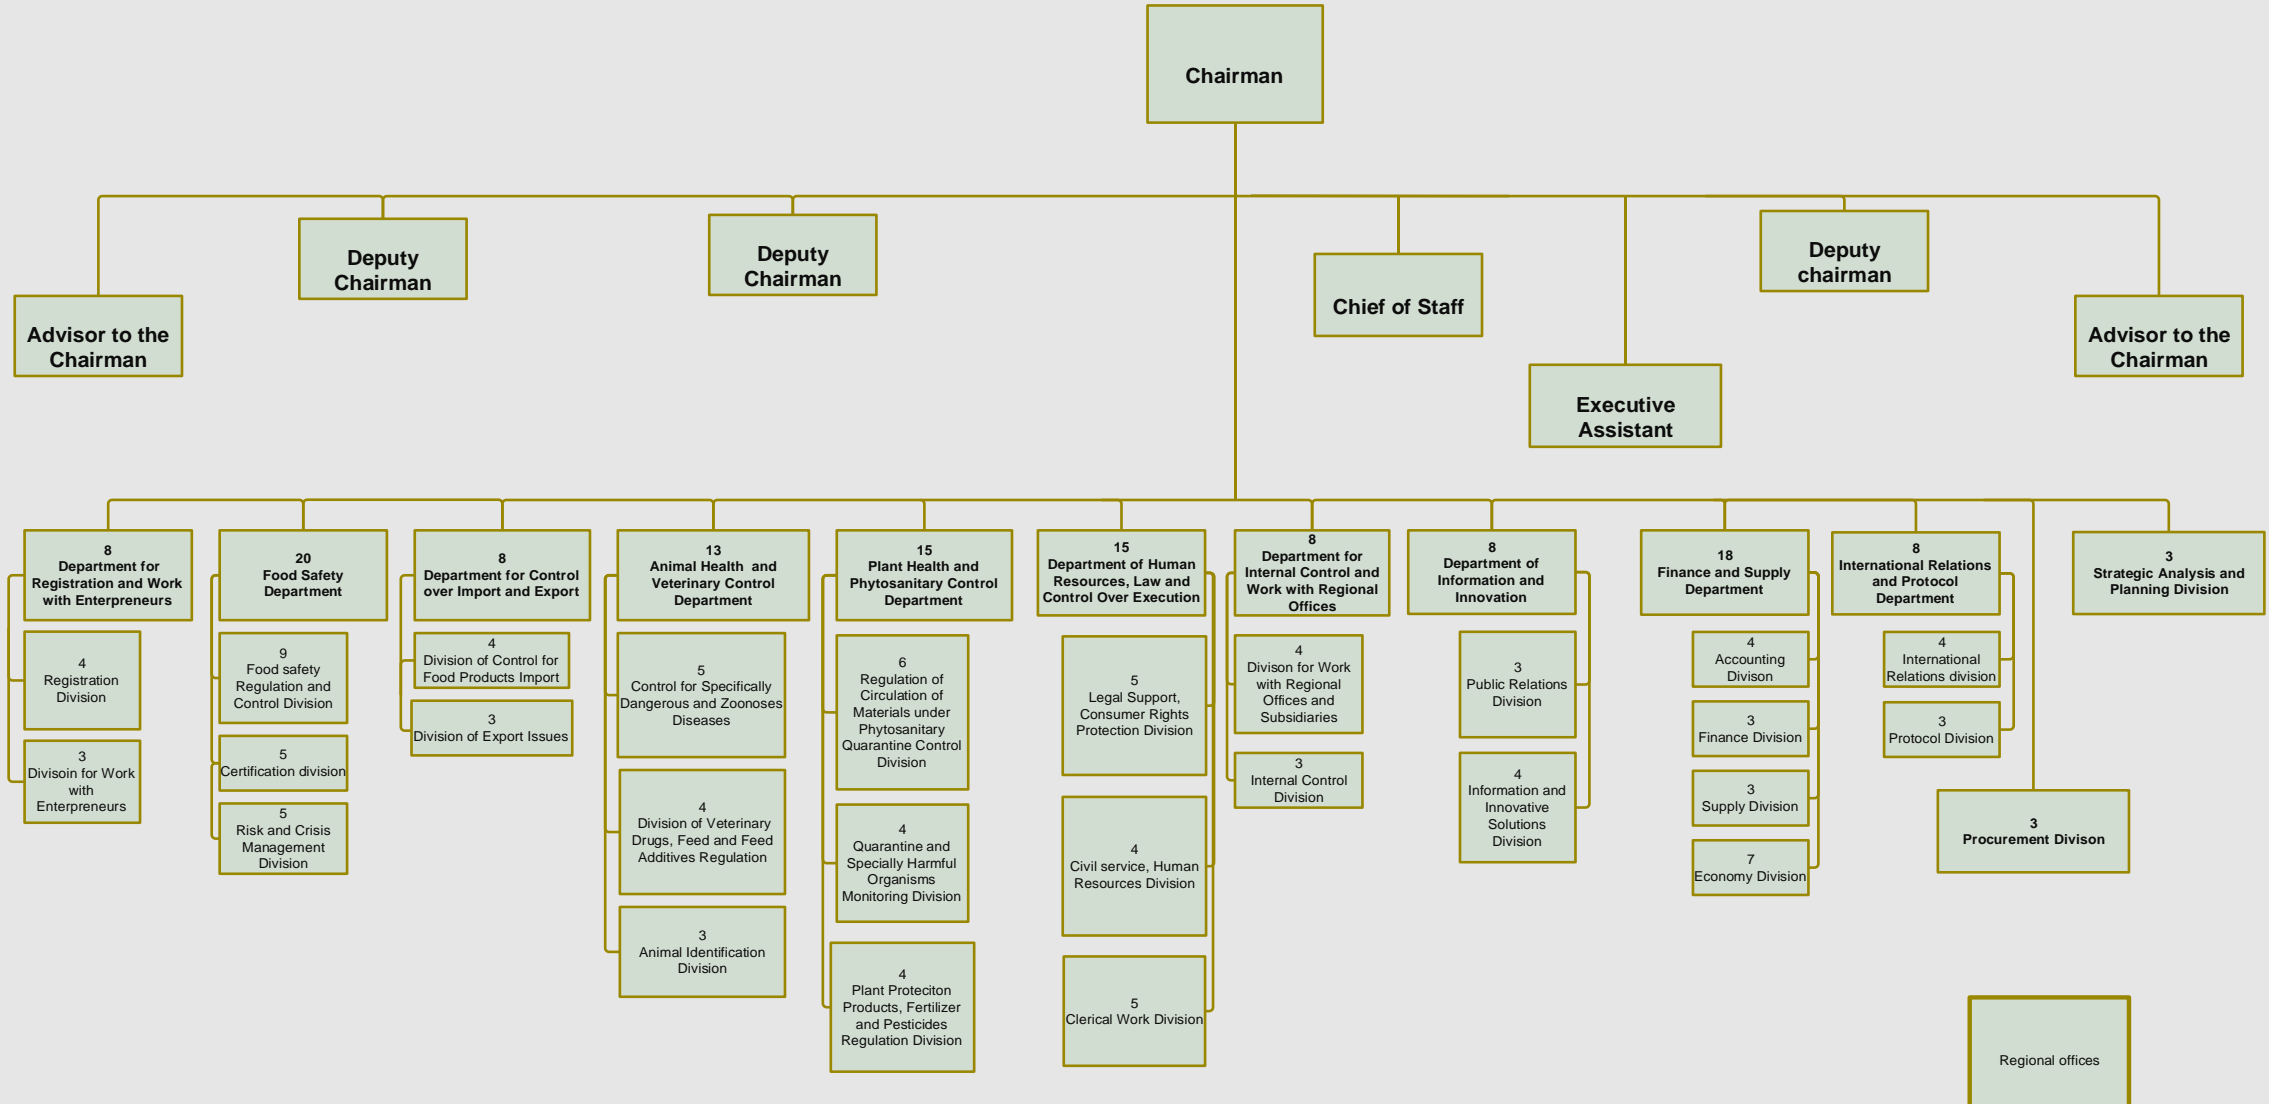 Chairman
Deputy
Chairman
Deputy
Chairman
Deputy
chairman
Chief of Staff
Advisor to the
Chairman
Advisor to the
Chairman
Executive
Assistant
8
Department for
Registration and Work
with Enterpreneurs
4
Registration
Division
3
Divisoin for Work
with
Enterpreneurs
20
Food Safety
Department
9
Food safety
Regulation and
Control Division
5
Certification division
5
Risk and Crisis
Management
Division
8
Department for Control
over Import and Export
4
Division of Control for
Food Products Import
3
Division of Export Issues
13
Animal Health and
Veterinary Control
Department
5
Control for Specifically
Dangerous and Zoonoses
Diseases
4
Division of Veterinary
Drugs, Feed and Feed
Additives Regulation
3
Animal Identification
Division
15
Plant Health and
Phytosanitary Control
Department
6
Regulation of
Circulation of
Materials under
Phytosanitary
Quarantine Control
Division
4
Quarantine and
Specially Harmful
Organisms
Monitoring Division
4
Plant Proteciton
Products, Fertilizer
and Pesticides
Regulation Division
15
Department of Human
Resources, Law and
Control Over Execution
5
Legal Support,
Consumer Rights
Protection Division
4
Civil service, Human
Resources Division
5
Clerical Work Division
8
Department for
Internal Control and
Work with Regional
Offices
4
Divison for Work
with Regional
Offices and
Subsidiaries
3
Internal Control
Division
8
Department of
Information and
Innovation
3
Public Relations
Division
4
Information and
Innovative
Solutions
Division
18
Finance and Supply
Department
4
Accounting
Divison
3
Finance Division
3
Supply Division
7
Economy Division
8
International Relations
and Protocol
Department
4
International
Relations division
3
Protocol Division
3
Procurement Divison
3
Strategic Analysis and
Planning Division
Regional offices